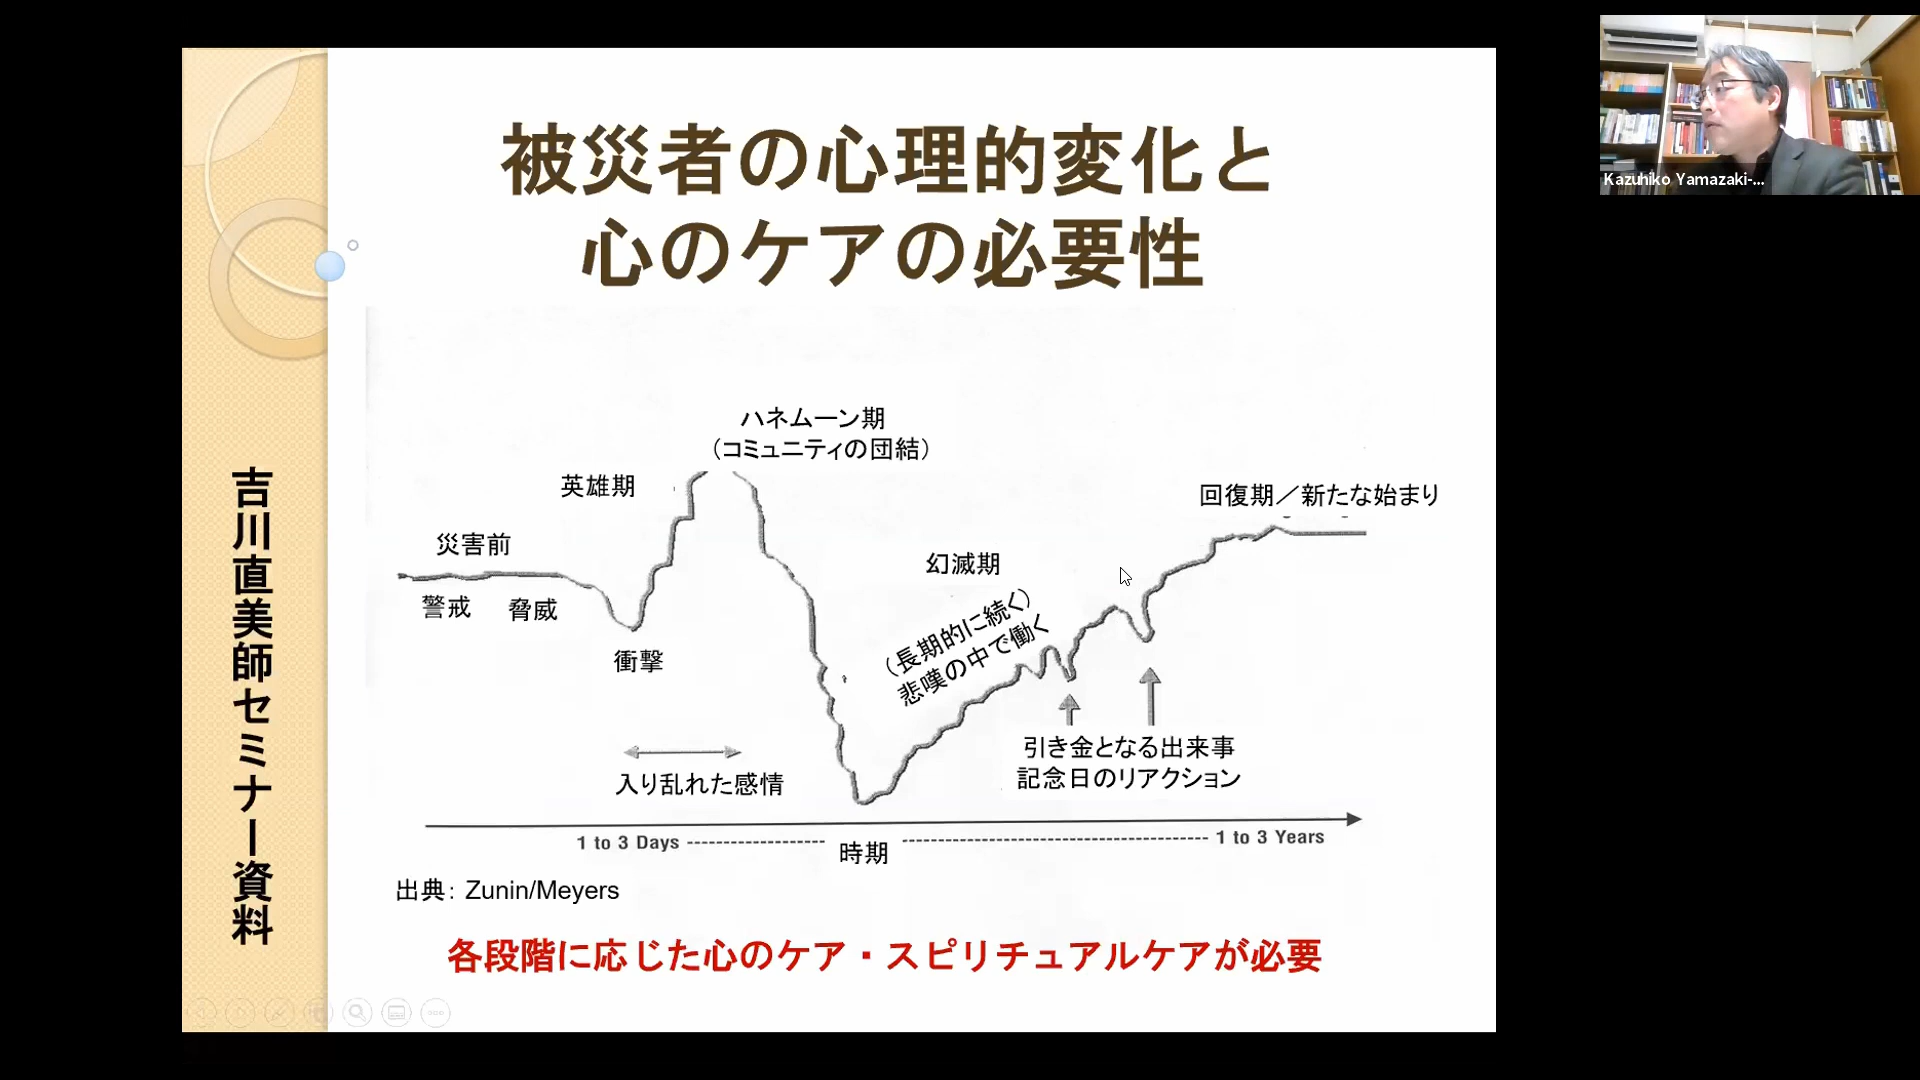 被災者の心理的変化と
心のケアの必要性
吉川直美師セミナー資料
ハネムーン期
（コミュニティの団結）
英雄期
回復期／新たな始まり
災害前
幻滅期
警戒
脅威
（長期的に続く）
悲嘆の中で働く
衝撃
引き金となる出来事
記念日のリアクション
入り乱れた感情
1 to 3 Days
時期
1 to 3 Years
出典： Zunin/Meyers
各段階に応じた心のケア・スピリチュアルケアが必要
Kazuhiko Yamazaki-...